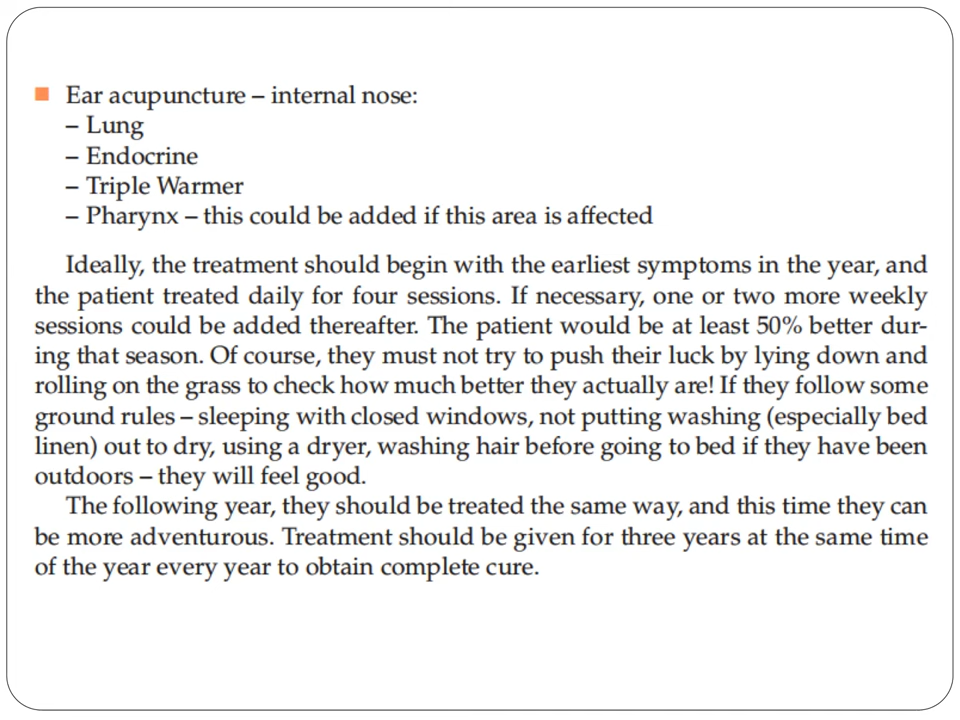 Ear acupuncture – internal nose:
– Lung
– Endocrine
– Triple Warmer
– Pharynx – this could be added if this area is affected
Ideally, the treatment should begin with the earliest symptoms in the year, and
the patient treated daily for four sessions. If necessary, one or two more weekly
sessions could be added thereafter. The patient would be at least 50% better dur-
ing that season. Of course, they must not try to push their luck by lying down and
rolling on the grass to check how much better they actually are! If they follow some
ground rules – sleeping with closed windows, not putting washing (especially bed
linen) out to dry, using a dryer, washing hair before going to bed if they have been
outdoors – they will feel good.
The following year, they should be treated the same way, and this time they can
be more adventurous. Treatment should be given for three years at the same time
of the year every year to obtain complete cure.